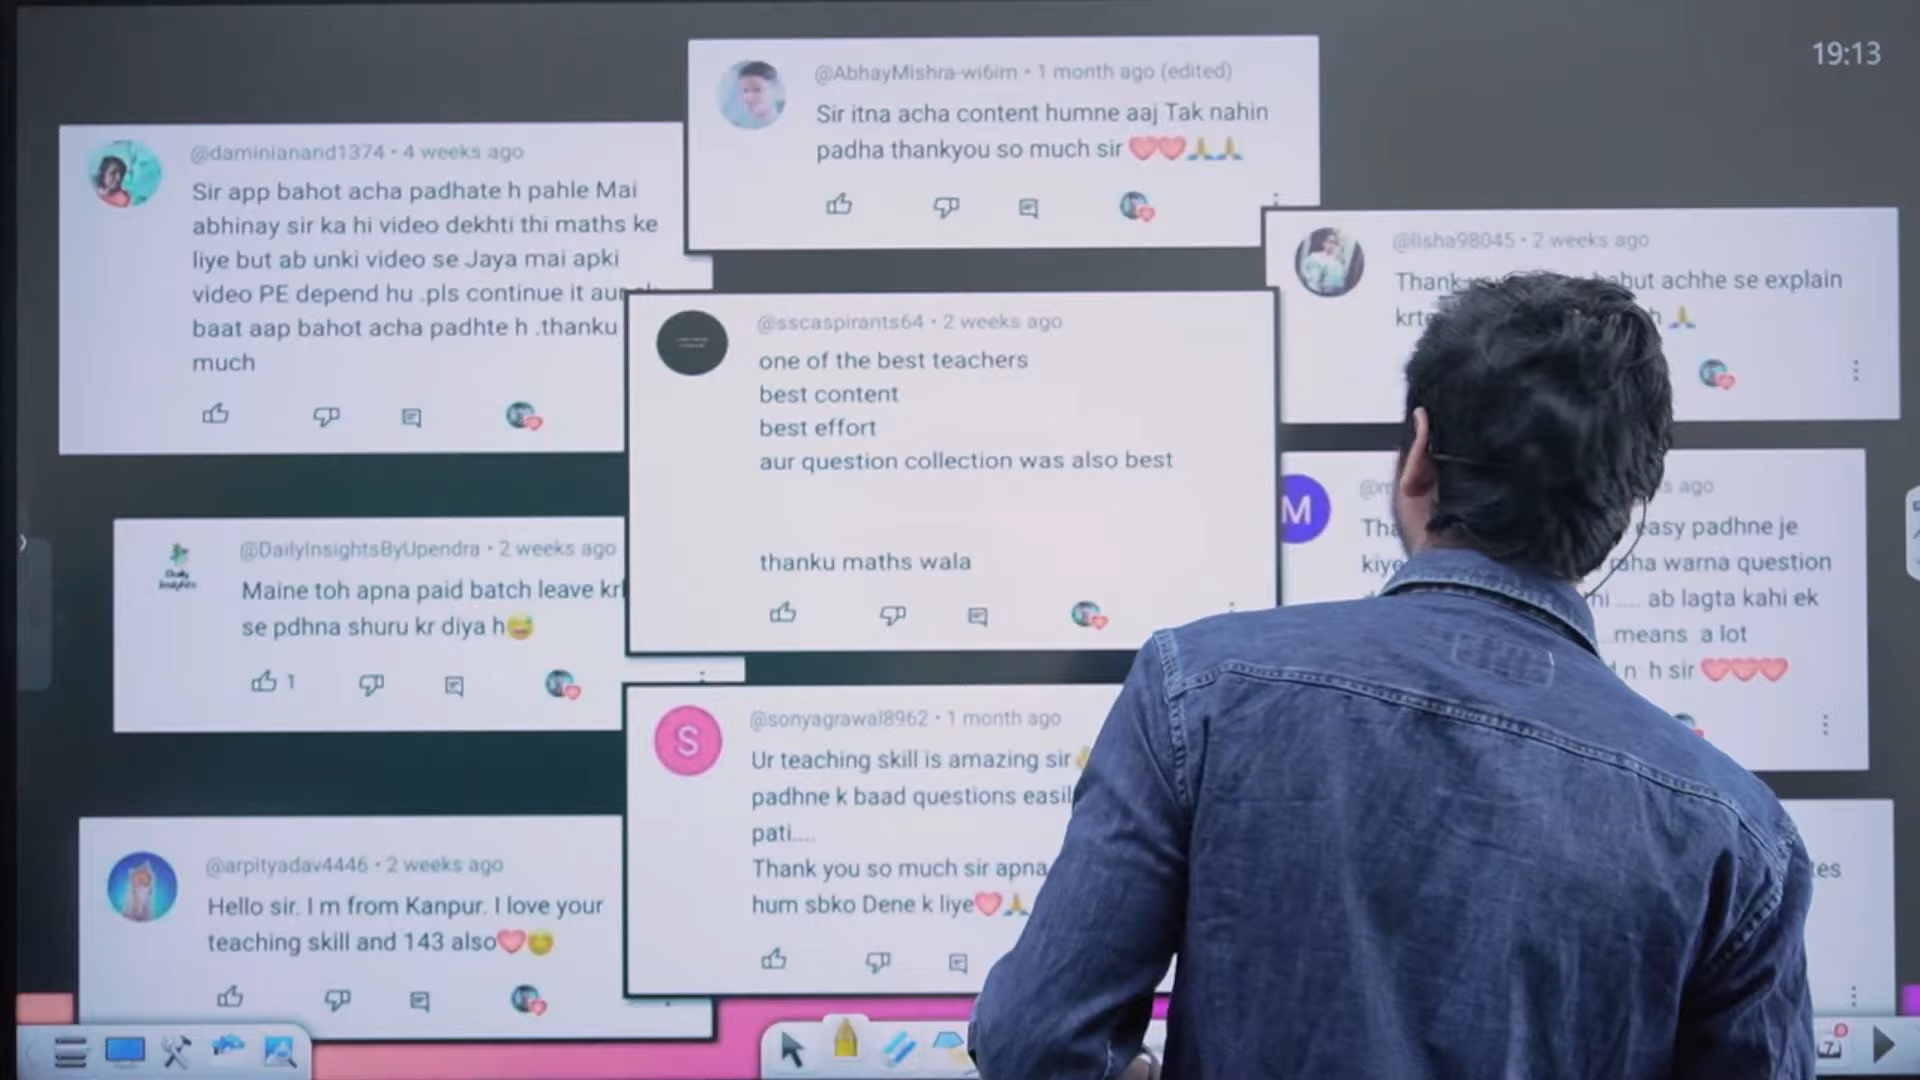 19:13
@AbhayMishra-wi6im • 1 month ago (edited)
Sir itna acha content humne aaj Tak nahin
padha thankyou so much sir
@daminianand1374 • 4 weeks ago
Sir app bahot acha padhate h pahle Mai
abhinay sir ka hi video dekhti thi maths ke
liye but ab unki video se Jaya mai apki
video PE depend hu .pls continue it aur
baat aap bahot acha padhte h .thanku
much
@lisha98045 • 2 weeks ago
Thank bahut achhe se explain
krte h
@sscaspirants64 • 2 weeks ago
one of the best teachers
best content
best effort
aur question collection was also best
thanku maths wala
M
ago
easy padhne je
kiye warna question
.... ab lagta kahi ek
means a lot
h sir
Daily
Insights
@DailyInsightsByUpendra • 2 weeks ago
Maine toh apna paid batch leave
se pdhna shuru kr diya h
1
S
@sonyagrawal8962 • 1 month ago
Ur teaching skill is amazing sir
padhne k baad questions
pati....
Thank you so much sir apna
hum sbko Dene k liye
@arpityadav4446 • 2 weeks ago
Hello sir. I m from Kanpur. I love your
teaching skill and 143 also
7